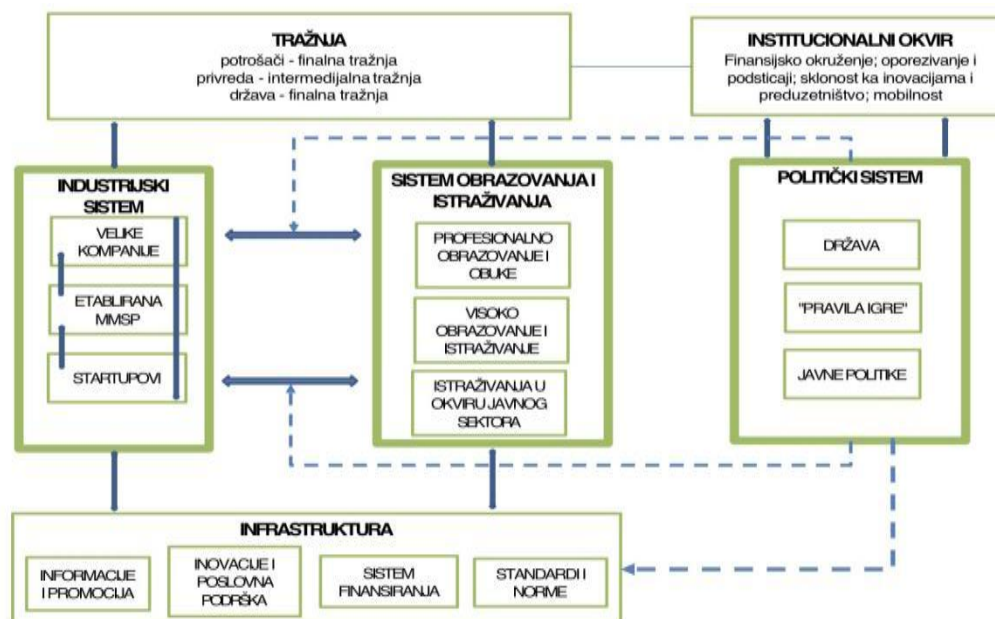 TRAŽNJA
potrošači - finalna tražnja
privreda - intermedijalna tražnja
država - finalna tražnja
INSTITUCIONALNI OKVIR
Finansijsko okruženje; oporezivanje i
podsticaji; sklonost ka inovacijama i
preduzetništvo; mobilnost
INDUSTRIJSKI
SISTEM
VELIKE
KOMPANIJE
ETABLIRANA
MMSP
STARTUPOVI
SISTEM OBRAZOVANJA I
ISTRAŽIVANJA
PROFESIONALNO
OBRAZOVANJE I
OBUKE
VISOKO
OBRAZOVANJE I
ISTRAŽIVANJE
ISTRAŽIVANJA U
OKVIRU JAVNOG
SEKTORA
POLITIČKI SISTEM
DRŽAVA
"PRAVILA IGRE"
JAVNE POLITIKE
INFRASTRUKTURA
INFORMACIJE
I PROMOCIJA
INOVACIJE I
POSLOVNA
PODRŠKA
SISTEM
FINANSIRANJA
STANDARDI I
NORME